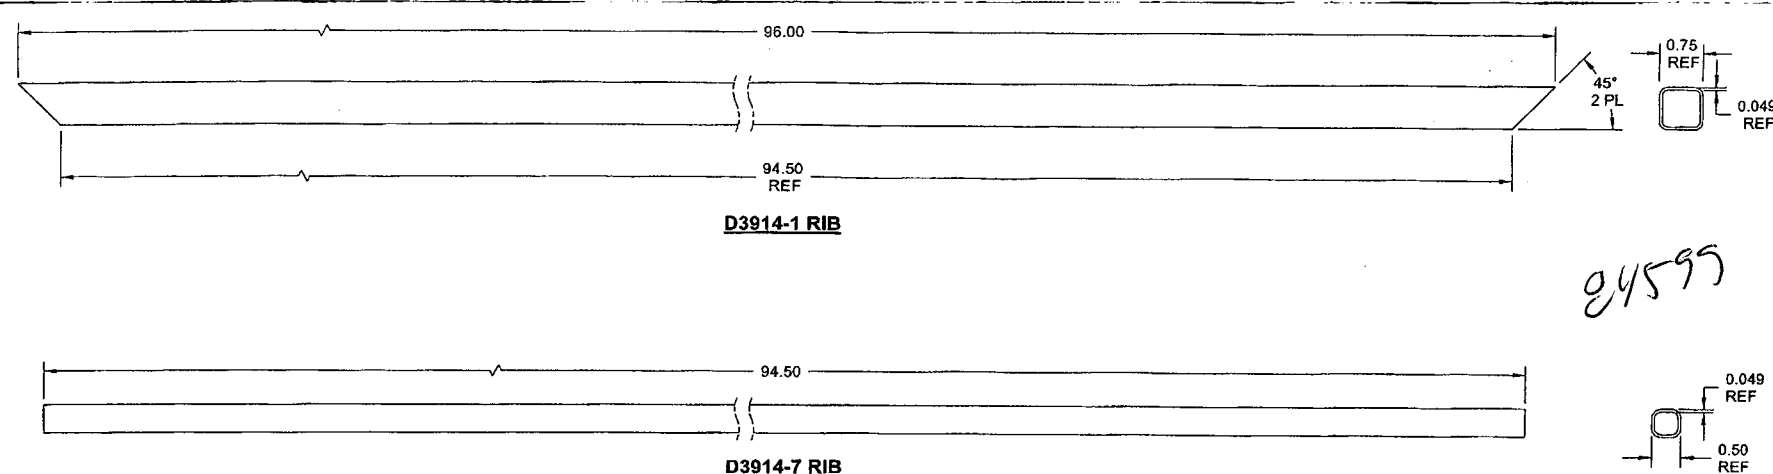 96.00
0.75
REF
45°
2 PL
0.049
REF
94.50
REF
D3914-1 RIB
84599
94.50
0.049
REF
0.50
REF
D3914-7 RIB